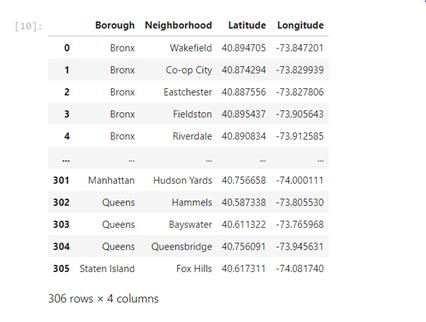 [10]: Borough Neighborhood Latitude Longitude
0 Bronx Wakefield 40.894705 -73.847201
1 Bronx Co-op City 40.874294 -73.829939
2 Bronx Eastchester 40.887556 -73.827806
3 Bronx Fieldston 40.895437 -73.905643
4 Bronx Riverdale 40.890834 -73.912585
... ... ... ... ...
301 Manhattan Hudson Yards 40.756658 -74.000111
302 Queens Hammels 40.587338 -73.805530
303 Queens Bayswater 40.611322 -73.765968
304 Queens Queensbridge 40.756091 -73.945631
305 Staten Island Fox Hills 40.617311 -74.081740
306 rows × 4 columns